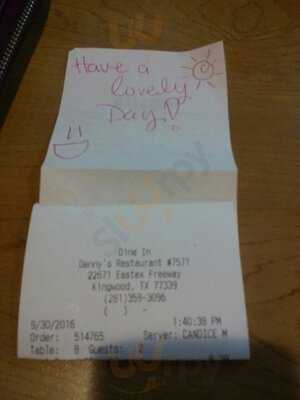 Have a
lovely
Day!
Dine In
Denny's Restaurant #7571
22671 Eastex Freeway
Kingwood, TX 77339
(281)359-3096
( ) -
9/30/2016 1:40:39 PM
Order: 514765 Server: CANDICE M
Table: 8 Guests: 2